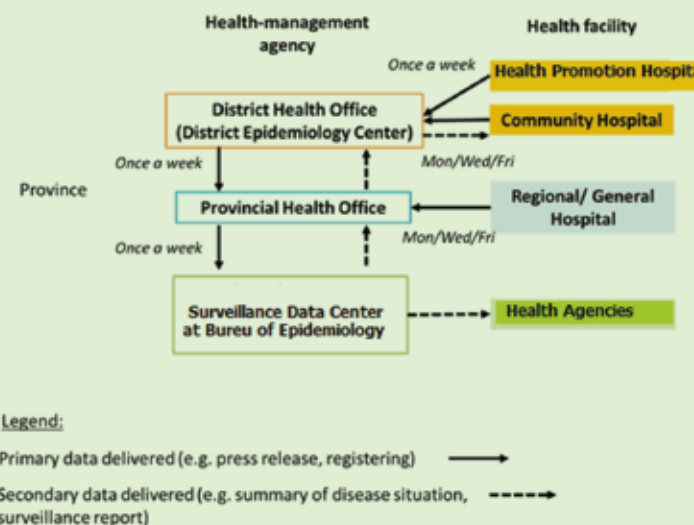 Health-management
agency
Health facility
Once a week
Health Promotion Hospit
District Health Office
(District Epidemiology Center)
Community Hospital
Once a week
Mon/Wed/Fri
Province
Provincial Health Office
Regional/ General
Hospital
Once a week
Mon/Wed/Fri
Surveillance Data Center
at Bureu of Epidemiology
Health Agencies
Legend:
Primary data delivered (e.g. press release, registering)
Secondary data delivered (e.g. summary of disease situation,
surveillance report)